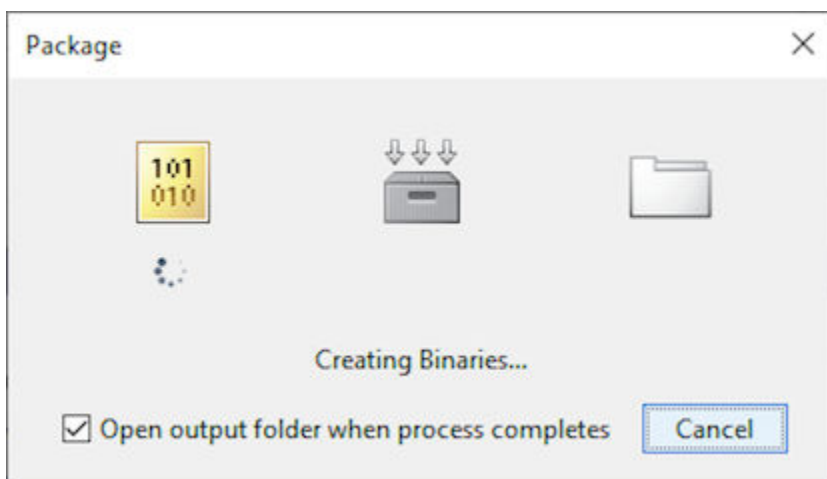 Package
101
010
Creating Binaries...
Open output folder when process completes
Cancel